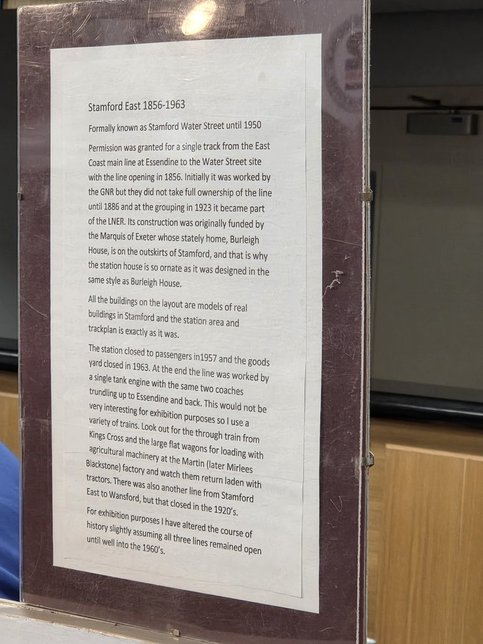 Stamford East 1856-1963
Formally known as Stamford Water Street until 1950
Permission was granted for a single track from the East
Coast main line at Essendine to the Water Street site
with the line opening in 1856. Initially it was worked by
the GNR but they did not take full ownership of the line
until 1886 and at the grouping in 1923 it became part
of the LNER. Its construction was originally funded by
the Marquis of Exeter whose stately home, Burleigh
House, is on the outskirts of Stamford, and that is why
the station house is so ornate as it was designed in the
same style as Burleigh House.
All the buildings on the layout are models of real
buildings in Stamford and the station area and
trackplan is exactly as it was.
The station closed to passengers in1957 and the goods
yard closed in 1963. At the end the line was worked by
a single tank engine with the same two coaches
trundling up to Essendine and back. This would not be
very interesting for exhibition purposes so I use a
variety of trains. Look out for the through train from
Kings Cross and the large flat wagons for loading with
agricultural machinery at the Martin (later Mirlees
Blackstone) factory and watch them return laden with
tractors. There was also another line from Stamford
East to Wansford, but that closed in the 1920's.
For exhibition purposes I have altered the course of
history slightly assuming all three lines remained open
until well into the 1960's.